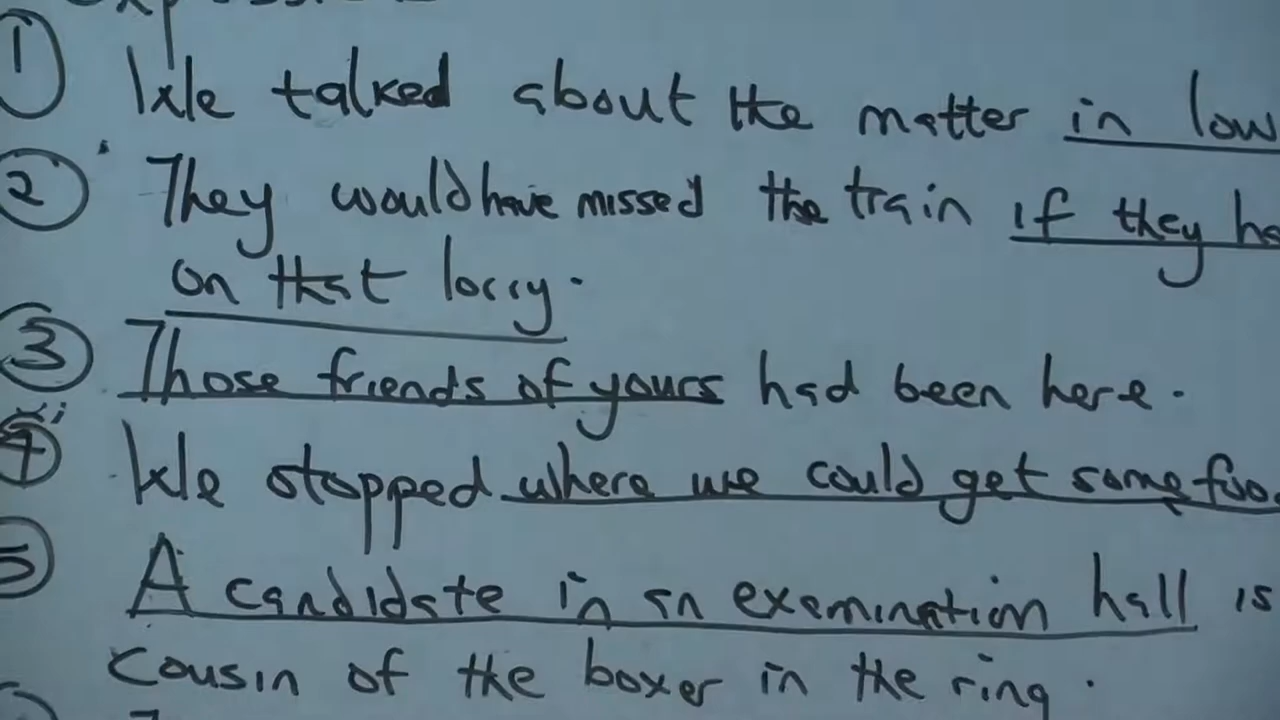 ① We talked about the matter in low
② They would have missed the train if they ha
on that lorry.
③ Those friends of yours had been here.
④ We stopped where we could get some foo
⑤ A candidate in an examination hall is
cousin of the boxer in the ring.